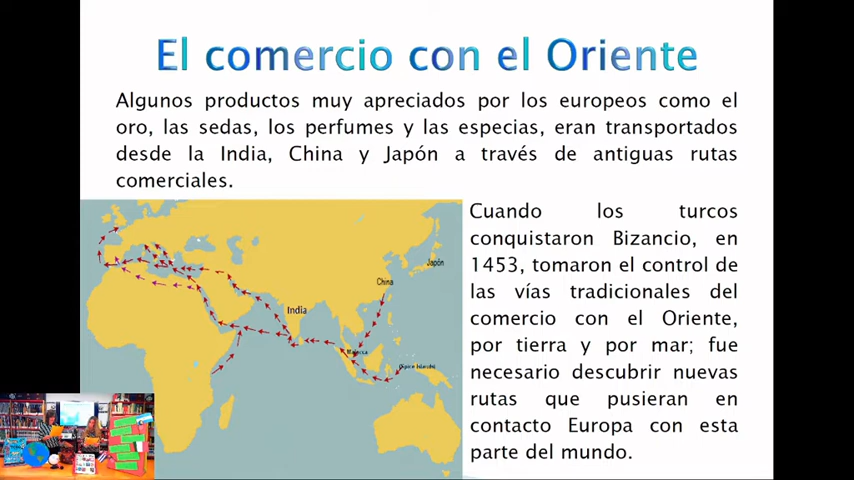 El comercio con el Oriente
Algunos productos muy apreciados por los europeos como el
oro, las sedas, los perfumes y las especias, eran transportados
desde la India, China y Japón a través de antiguas rutas
comerciales.
Cuando los turcos
conquistaron Bizancio, en
1453, tomaron el control de
las vías tradicionales del
comercio con el Oriente,
por tierra y por mar; fue
necesario descubrir nuevas
rutas que pusieran en
contacto Europa con esta
parte del mundo.
Japón
China
India
Malacca